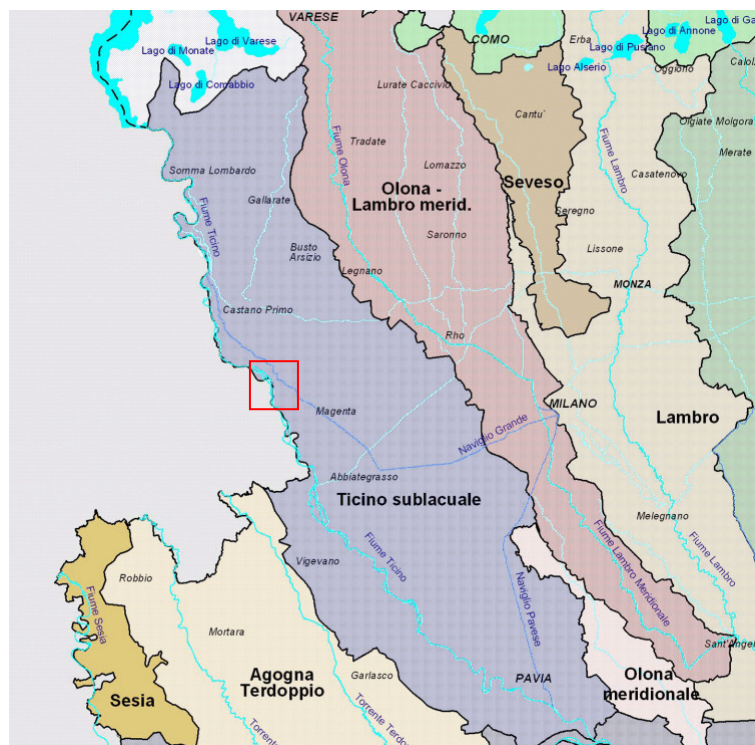 VARESE
Lago di Varese
Lago di Monate
Lago di Comabbio
COMO
Erba
Lago di Pusiano
Lago di Annone
Lago Alserio
Oggiono
Lurate Caccivio
Cantu'
Olgiate Molgora
Merate
Fiume Olona
Tradate
Lomazzo
Fiume Lambro
Casatenovo
Somma Lombardo
Olona -
Lambro merid.
Seveso
Gallarate
Fiume Ticino
Seregno
Saronno
Busto
Arsizio
Lissone
Legnano
MONZA
Castano Primo
Rho
Magenta
MILANO
Lambro
Naviglio Grande
Abbiategrasso
Ticino sublacuale
Melegnano
Fiume Ticino
Vigevano
Fiume Lambro Meridionale
Fiume Lambro
Robbio
Naviglio Pavese
Fiume Sesia
Mortara
Sant'Angel
Agogna
Terdoppio
Garlasco
Olona
meridionale
PAVIA
Sesia
Torrente Terdo